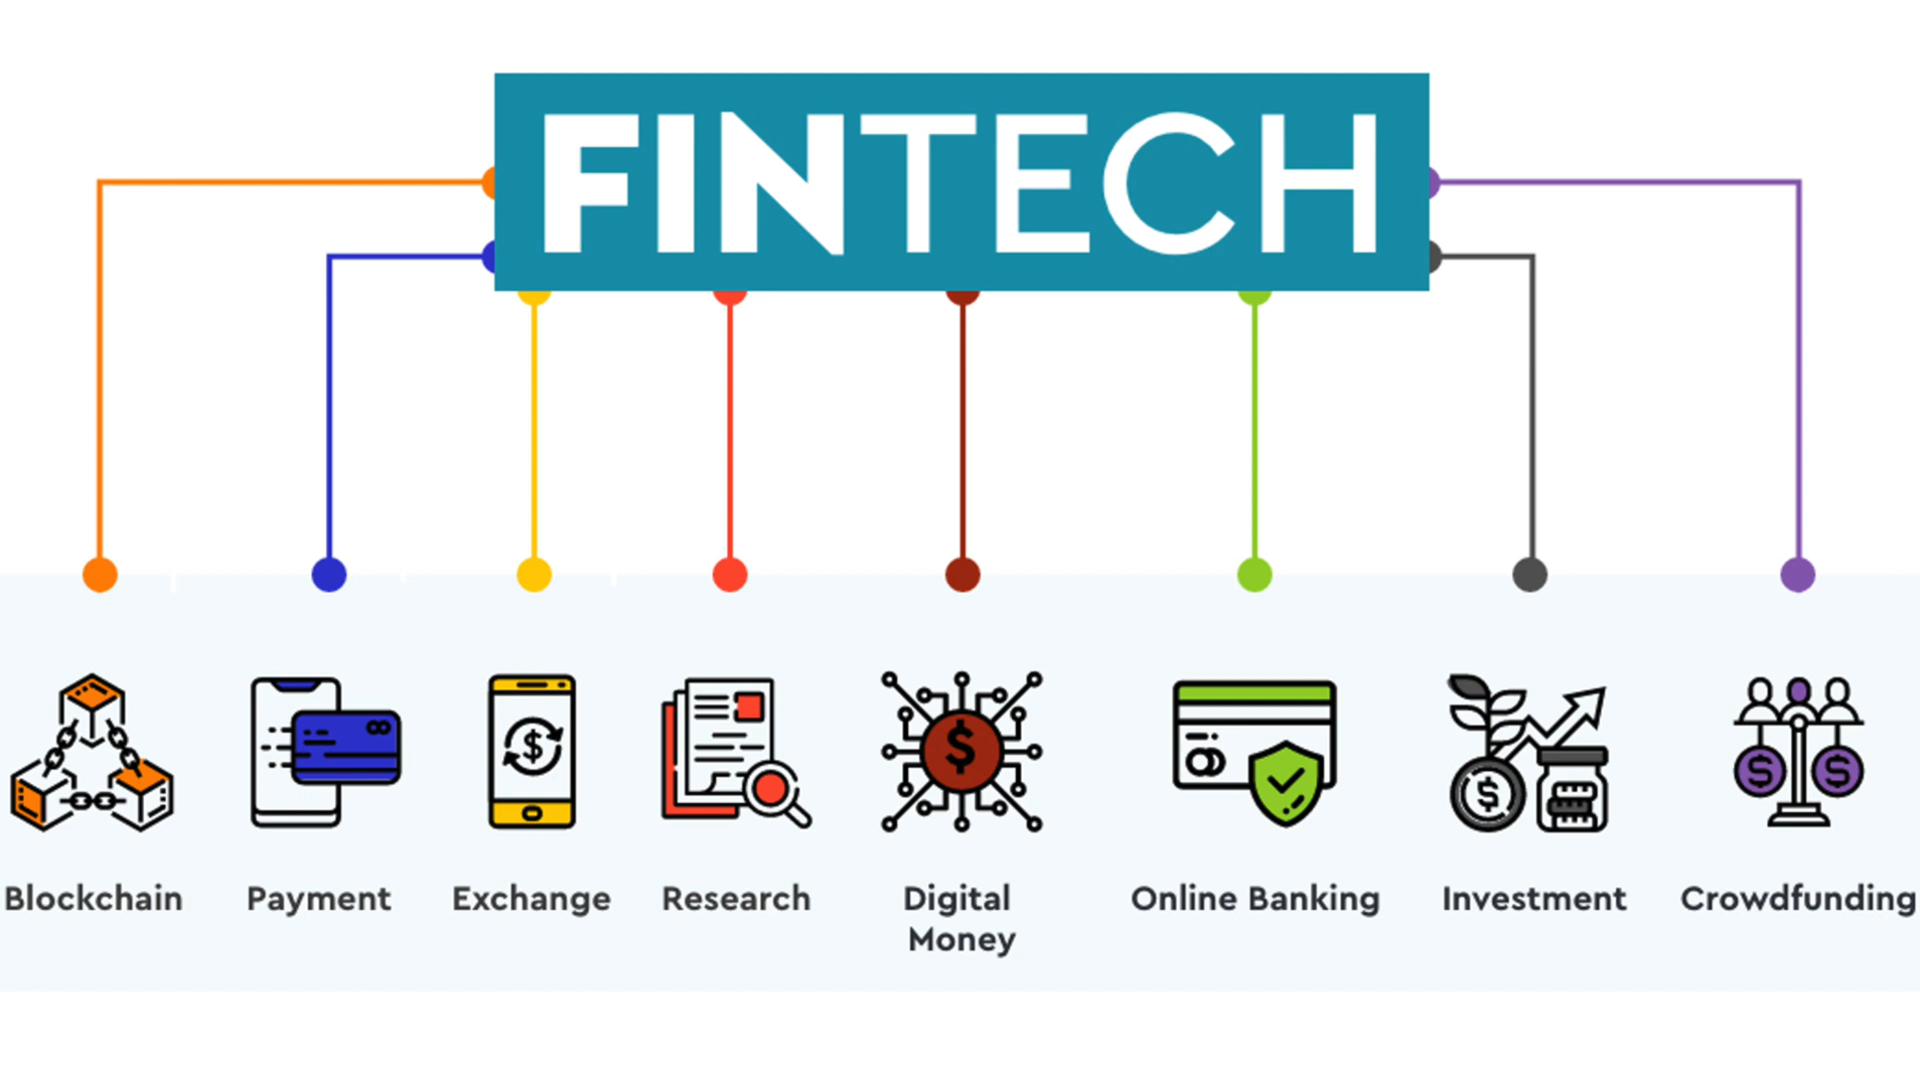 FINTECH
Blockchain
Payment
Exchange
Research
Digital
Money
Online Banking
Investment
Crowdfunding